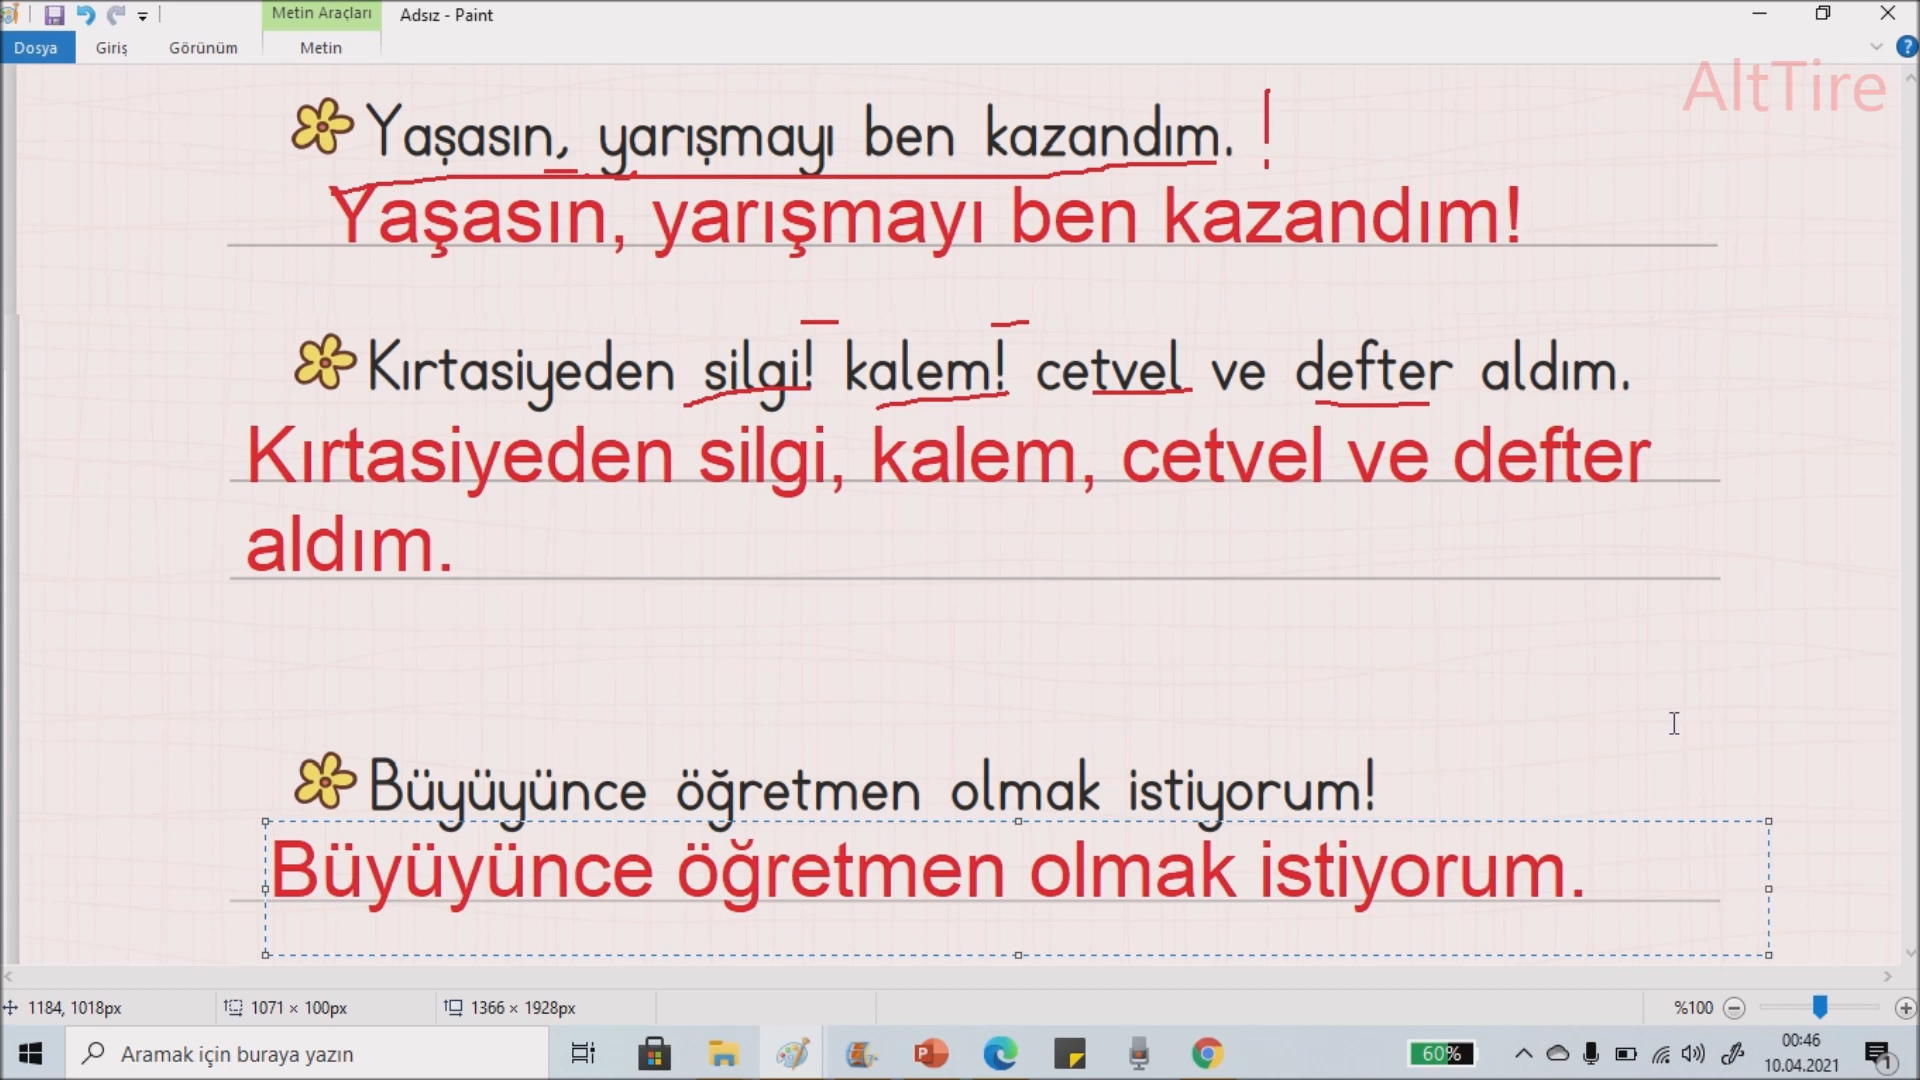 Metin Araçları
Adsız - Paint
Dosya
Giriş
Görünüm
Metin
AltTire
Yaşasın, yarışmayı ben kazandım. !
Yaşasın, yarışmayı ben kazandım!
Kırtasiyeden silgi! kalem! cetvel ve defter aldım.
Kırtasiyeden silgi, kalem, cetvel ve defter
aldım.
Büyüyünce öğretmen olmak istiyorum!
Büyüyünce öğretmen olmak istiyorum.
1184, 1018px
1071 × 100px
1366 × 1928px
%100
Aramak için buraya yazın
60%
00:46
10.04.2021
1